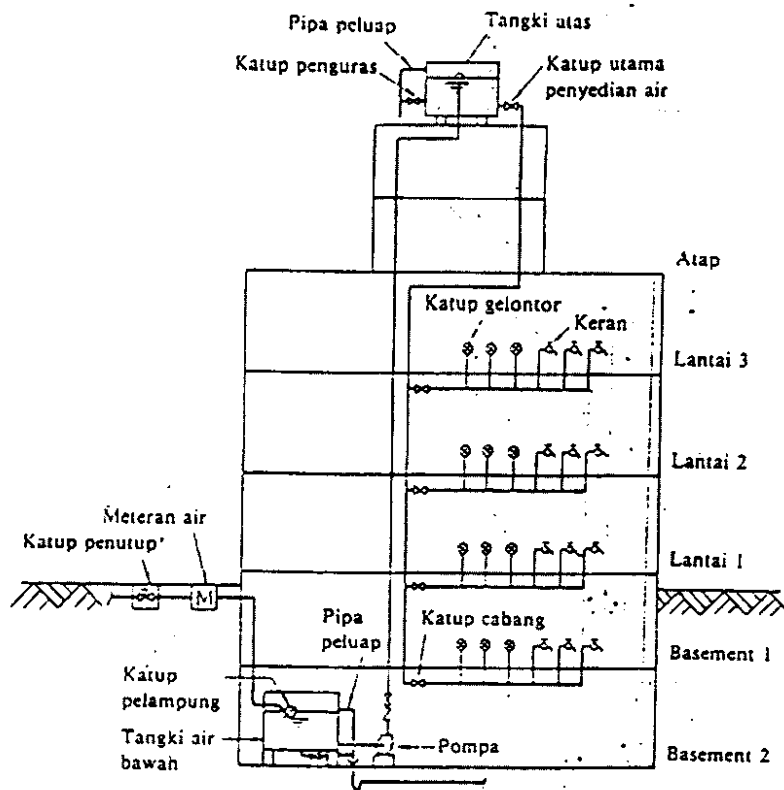 Pipa peluap
Tangki atas
Katup penguras
Katup utama
penyedian air
Atap
Katup gelontor
Keran
Lantai 3
Lantai 2
Meteran air
Katup penutup
Lantai 1
M
Pipa
peluap
Katup cabang
Basement 1
Katup
pelampung
Tangki air
bawah
Pompa
Basement 2